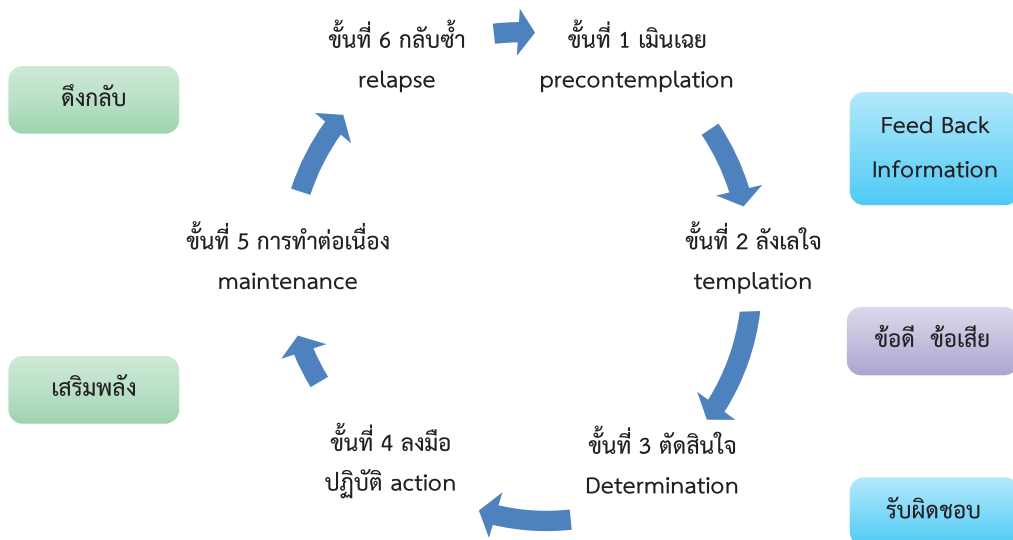 ขั้นที่ 6 กลับซ้ำ
relapse
ขั้นที่ 1 เมินเฉย
precontemplation
ดึงกลับ
Feed Back
Information
ขั้นที่ 5 การทำต่อเนื่อง
maintenance
ขั้นที่ 2 ลังเลใจ
templation
ข้อดี ข้อเสีย
เสริมพลัง
ขั้นที่ 4 ลงมือ
ปฏิบัติ action
ขั้นที่ 3 ตัดสินใจ
Determination
รับผิดชอบ